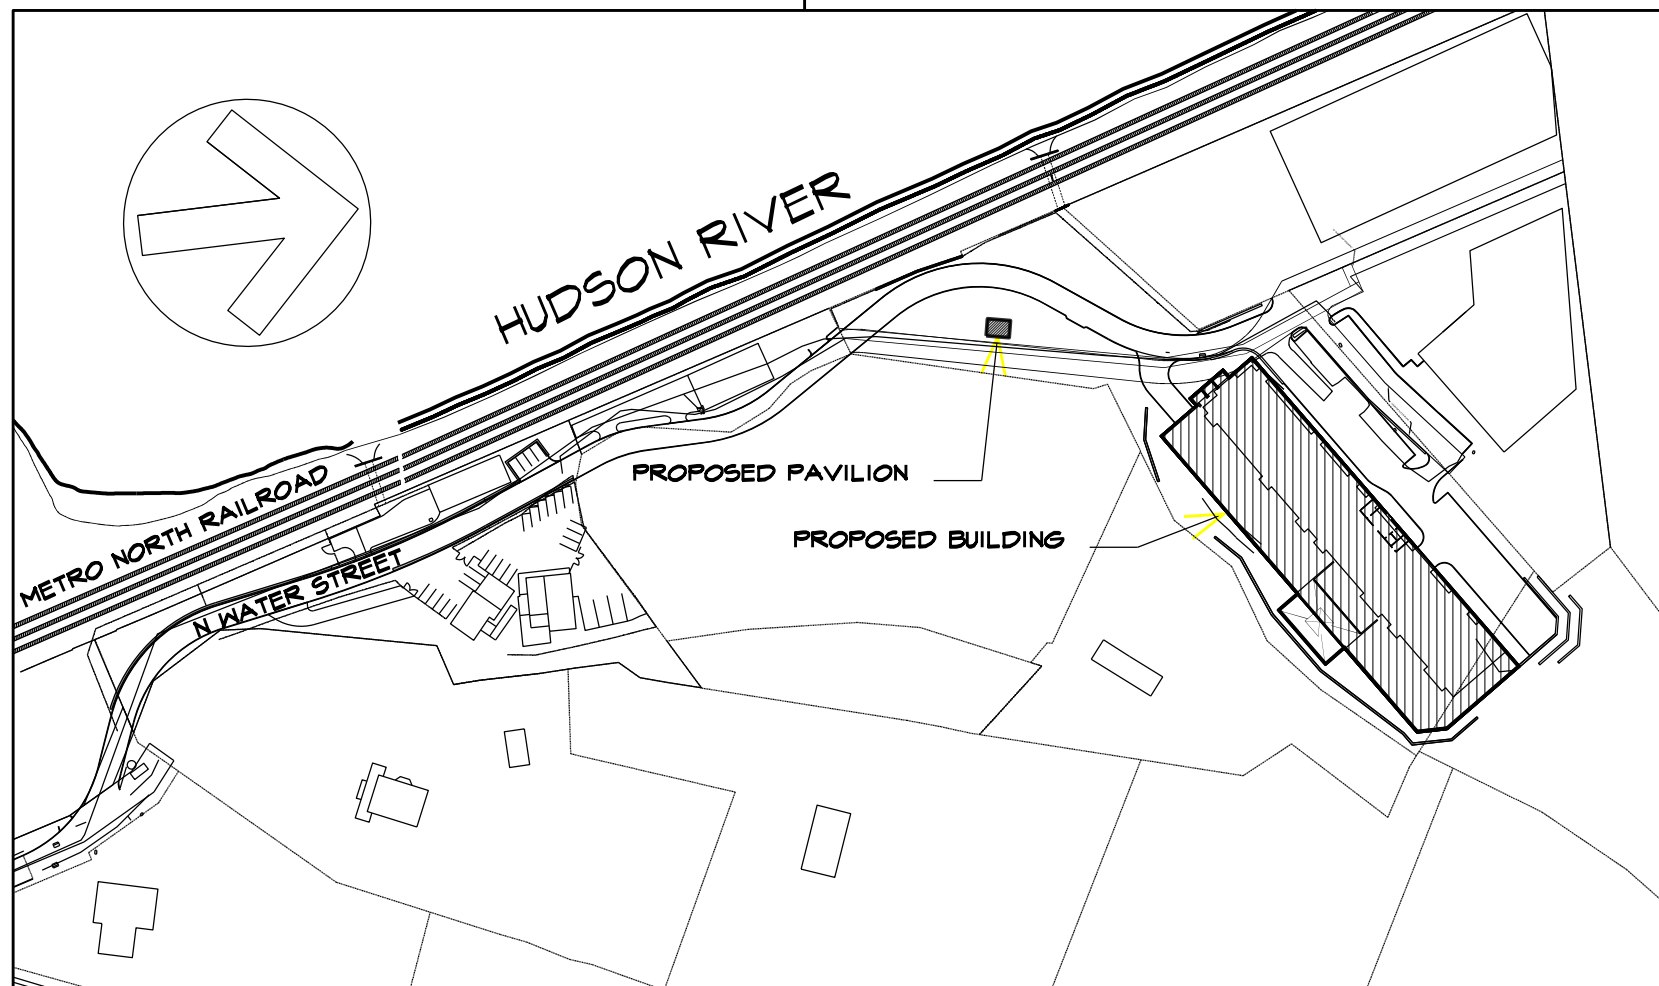 HUDSON RIVER
PROPOSED PAVILION
METRO NORTH RAILROAD
PROPOSED BUILDING
N WATER STREET